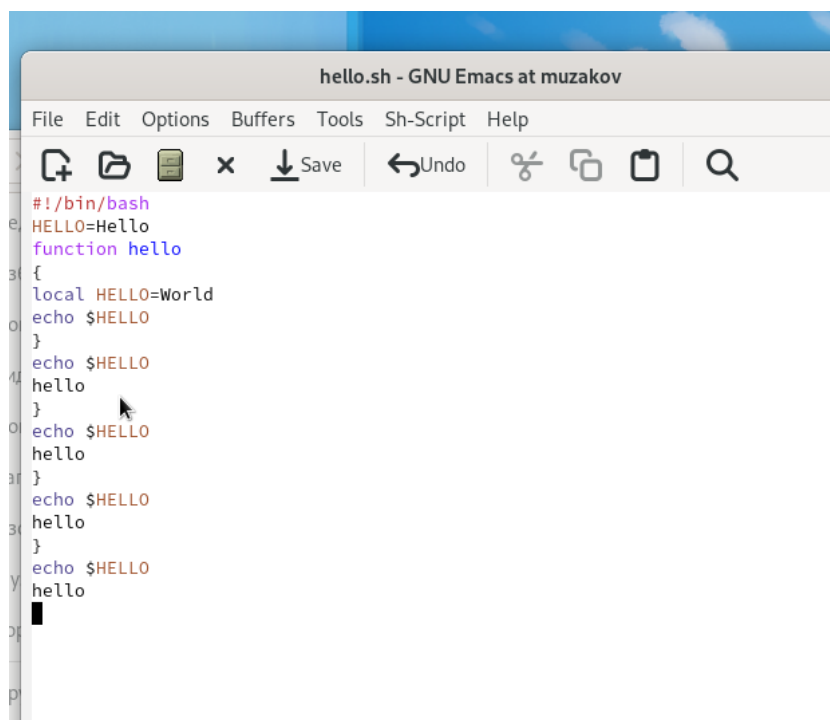 hello.sh - GNU Emacs at muzakov
File Edit Options Buffers Tools Sh-Script Help
Save Undo
#!/bin/bash
HELLO=Hello
function hello
{
local HELLO=World
echo $HELLO
}
echo $HELLO
hello
}
echo $HELLO
hello
}
echo $HELLO
hello
}
echo $HELLO
hello